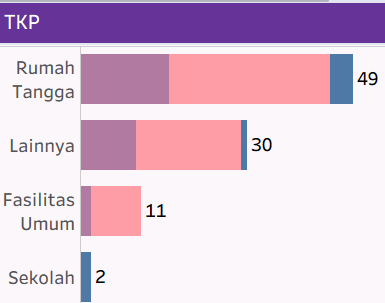 TKP
Rumah
Tangga
49
Lainnya
30
Fasilitas
Umum
11
Sekolah
2